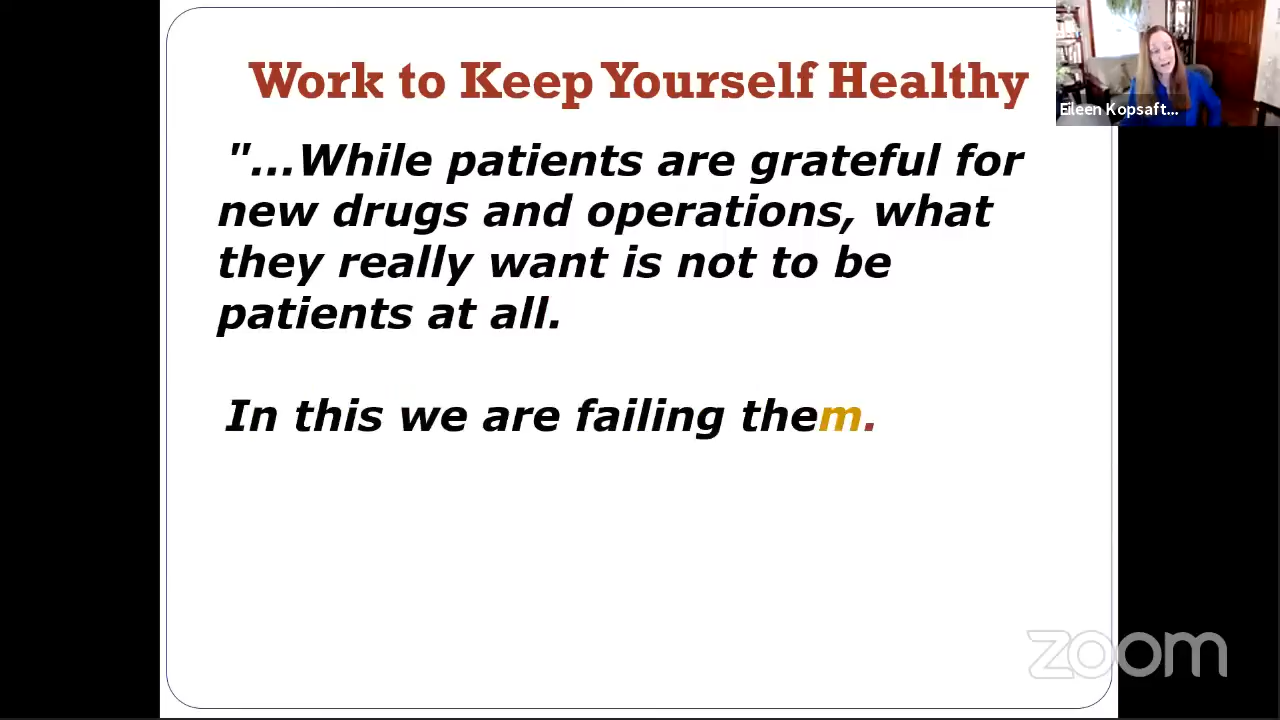 Work to Keep Yourself Healthy
Eileen Kopsaft...
"...While patients are grateful for
new drugs and operations, what
they really want is not to be
patients at all.
In this we are failing them.
zoom